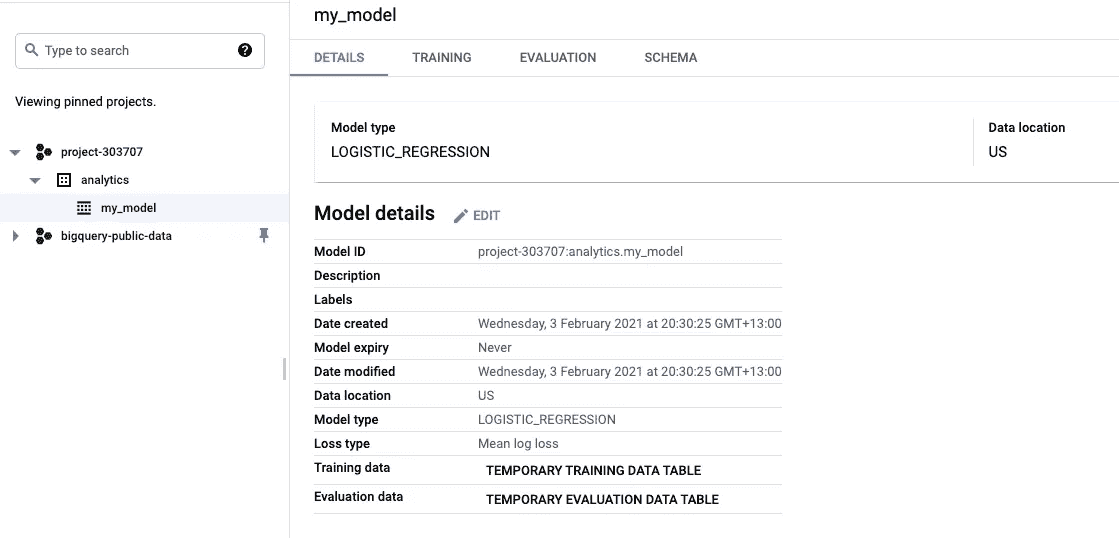 my_model
Type to search
DETAILS TRAINING EVALUATION SCHEMA
Viewing pinned projects.
project-303707
analytics
my_model
bigquery-public-data
Model type
LOGISTIC_REGRESSION
Data location
US
Model details EDIT
Model ID project-303707:analytics.my_model
Description
Labels
Date created Wednesday, 3 February 2021 at 20:30:25 GMT+13:00
Model expiry Never
Date modified Wednesday, 3 February 2021 at 20:30:25 GMT+13:00
Data location US
Model type LOGISTIC_REGRESSION
Loss type Mean log loss
Training data TEMPORARY TRAINING DATA TABLE
Evaluation data TEMPORARY EVALUATION DATA TABLE